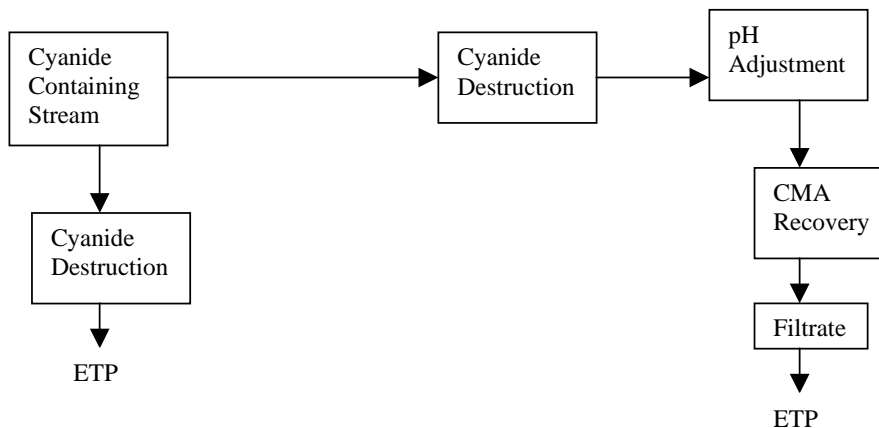 Cyanide
Containing
Stream
Cyanide
Destruction
pH
Adjustment
CMA
Recovery
Filtrate
ETP
Cyanide
Destruction
ETP